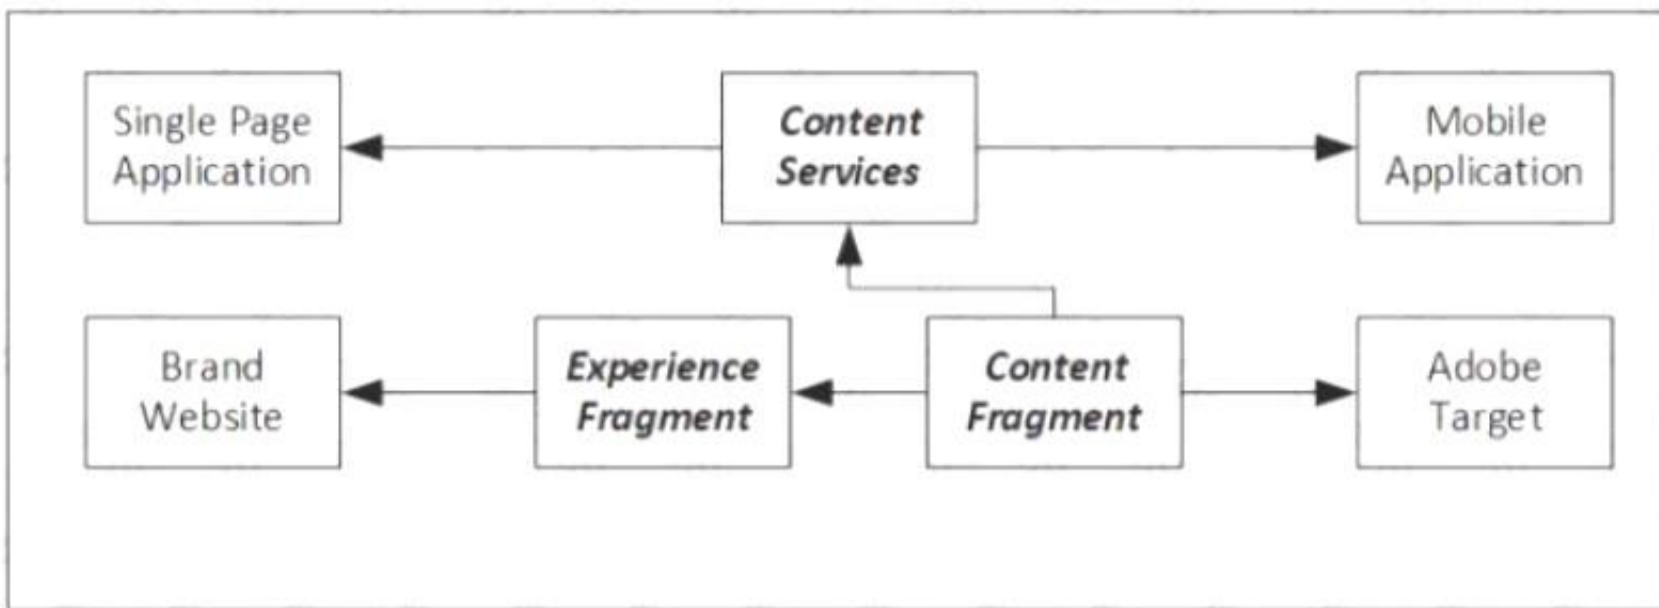 Single Page
Application
Content
Services
Mobile
Application
Brand
Website
Experience
Fragment
Content
Fragment
Adobe
Target